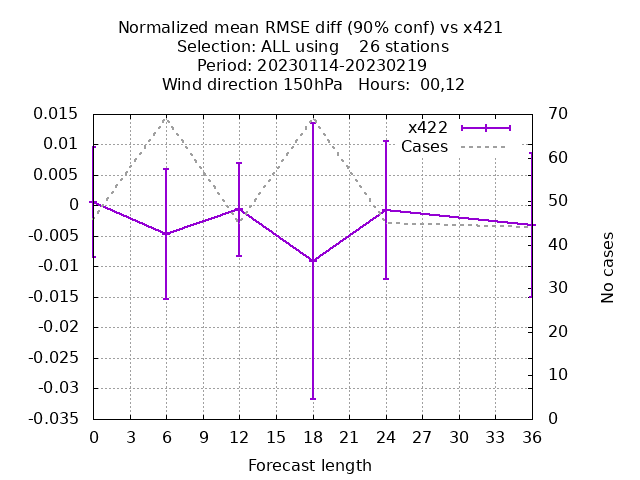 Normalized mean RMSE diff (90% conf) vs x421
Selection: ALL using    26 stations
Period: 20230114-20230219
Wind direction 150hPa   Hours:  00,12
0.015
0.01
0.005
0
-0.005
-0.01
-0.015
-0.02
-0.025
-0.03
-0.035
x422
Cases
70
60
50
40
30
20
10
0
No cases
0 3 6 9 12 15 18 21 24 27 30 33 36
Forecast length